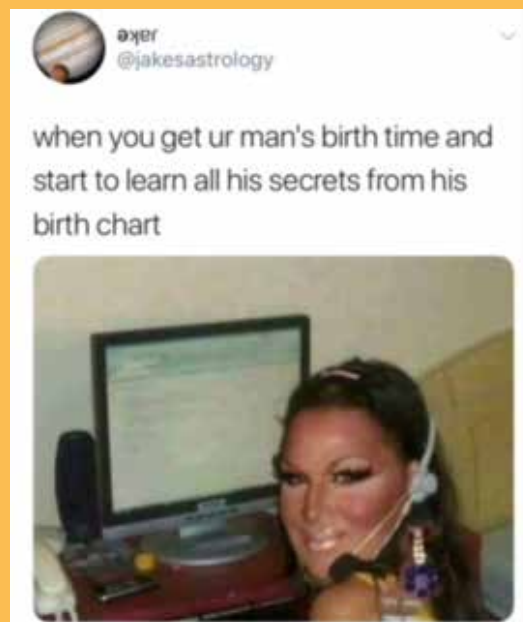 ǝʞɐɾ
@jakesastrology
when you get ur man's birth time and
start to learn all his secrets from his
birth chart